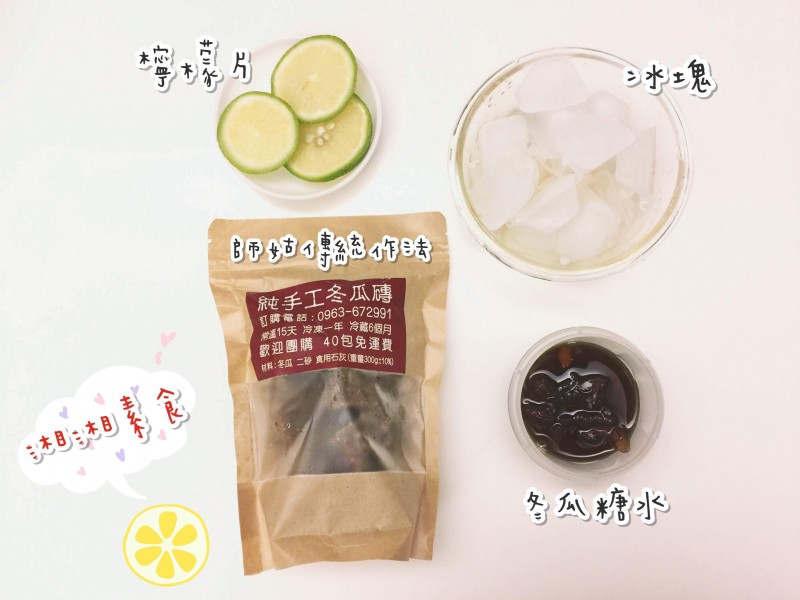 檸檬片
冰塊
師姑傳統作法
純手工冬瓜磚
訂購電話：0963-672991
常溫15天 冷凍一年 冷藏6個月
歡迎團購 40包免運費
材料：冬瓜 二砂 食用石灰(重量300g±10%)
湘湘素食
冬瓜糖水